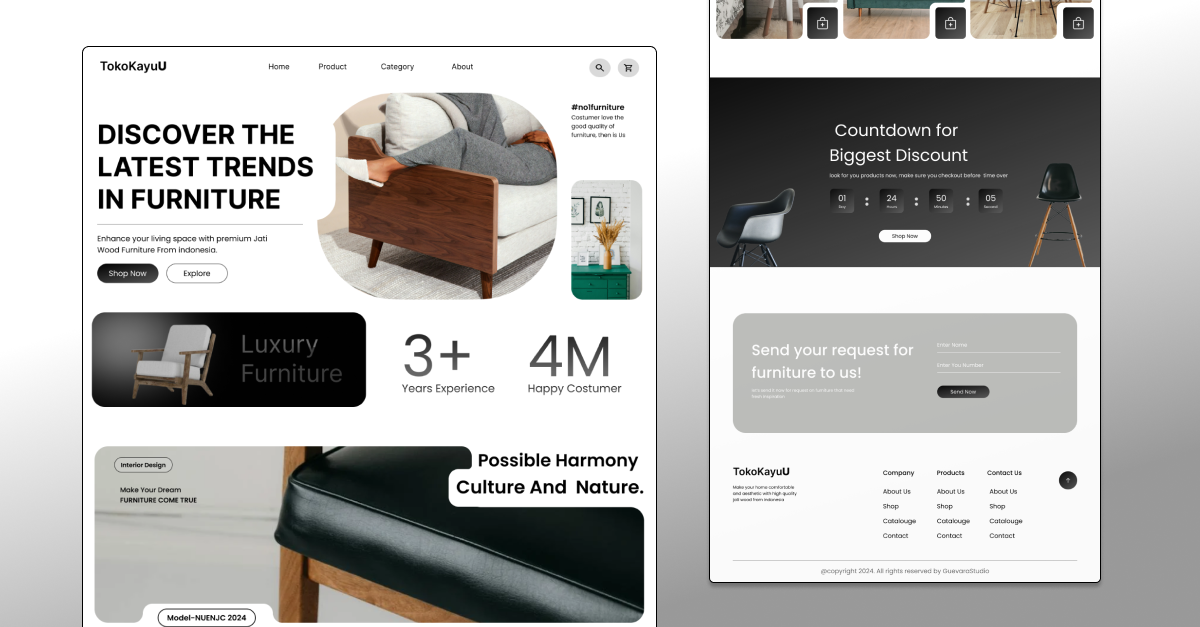 TokoKayuU
Home
Product
Category
About
DISCOVER THE
LATEST TRENDS
IN FURNITURE
Enhance your living space with premium Jati
Wood Furniture From indonesia.
Shop Now
Explore
#no1furniture
Costumer love the
good quality of
furniture, then is Us
Luxury
Furniture
3+
Years Experience
4M
Happy Costumer
Interior Design
Make Your Dream
FURNITURE COME TRUE
Possible Harmony
Culture And Nature.
Model-NUENJC 2024
Countdown for
Biggest Discount
look for you products now, make sure you checkout before time over
01
Day
:
24
Hours
:
50
Minutes
:
05
Second
Shop Now
Send your request for
furniture to us!
Enter Name
Enter You Number
Send Now
TokoKayuU
Make your home comfortable
and aesthetic with high quality
jati wood from Indonesia
Company
About Us
Shop
Catalouge
Contact
Products
About Us
Shop
Catalouge
Contact
Contact Us
About Us
Shop
Catalouge
Contact
@copyright 2024. All rights reserved by GuevaraStudio